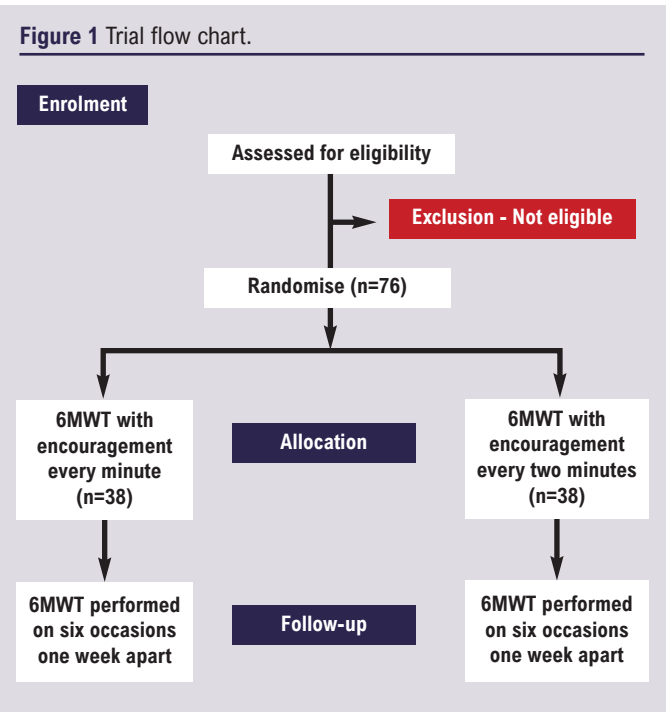 Figure 1 Trial flow chart.
Enrolment
Assessed for eligibility
Exclusion - Not eligible
Randomise (n=76)
6MWT with
encouragement
every minute
(n=38)
Allocation
6MWT with
encouragement
every two minutes
(n=38)
6MWT performed
on six occasions
one week apart
Follow-up
6MWT performed
on six occasions
one week apart